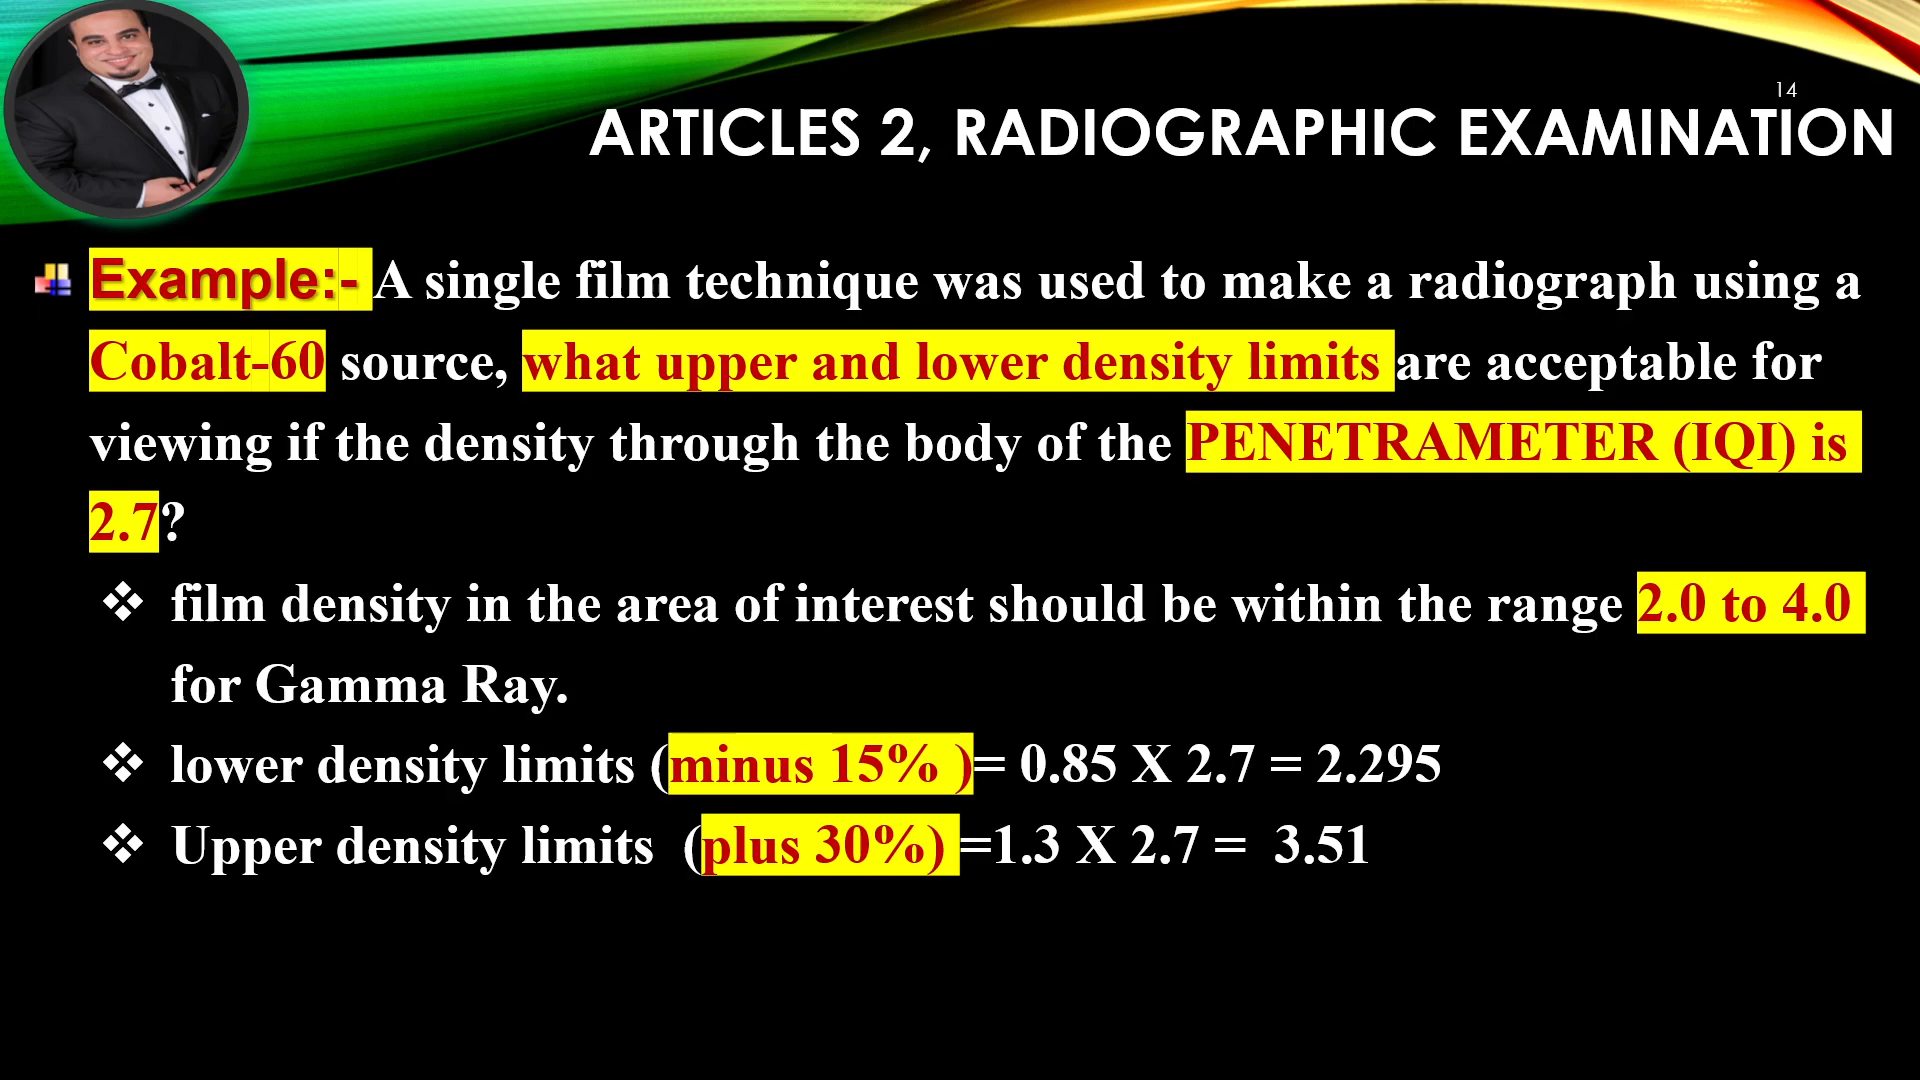 14
ARTICLES 2, RADIOGRAPHIC EXAMINATION
Example:- A single film technique was used to make a radiograph using a
Cobalt-60 source, what upper and lower density limits are acceptable for
viewing if the density through the body of the PENETRAMETER (IQI) is
2.7?
❖ film density in the area of interest should be within the range 2.0 to 4.0
for Gamma Ray.
❖ lower density limits (minus 15% )= 0.85 X 2.7 = 2.295
❖ Upper density limits (plus 30%) =1.3 X 2.7 = 3.51